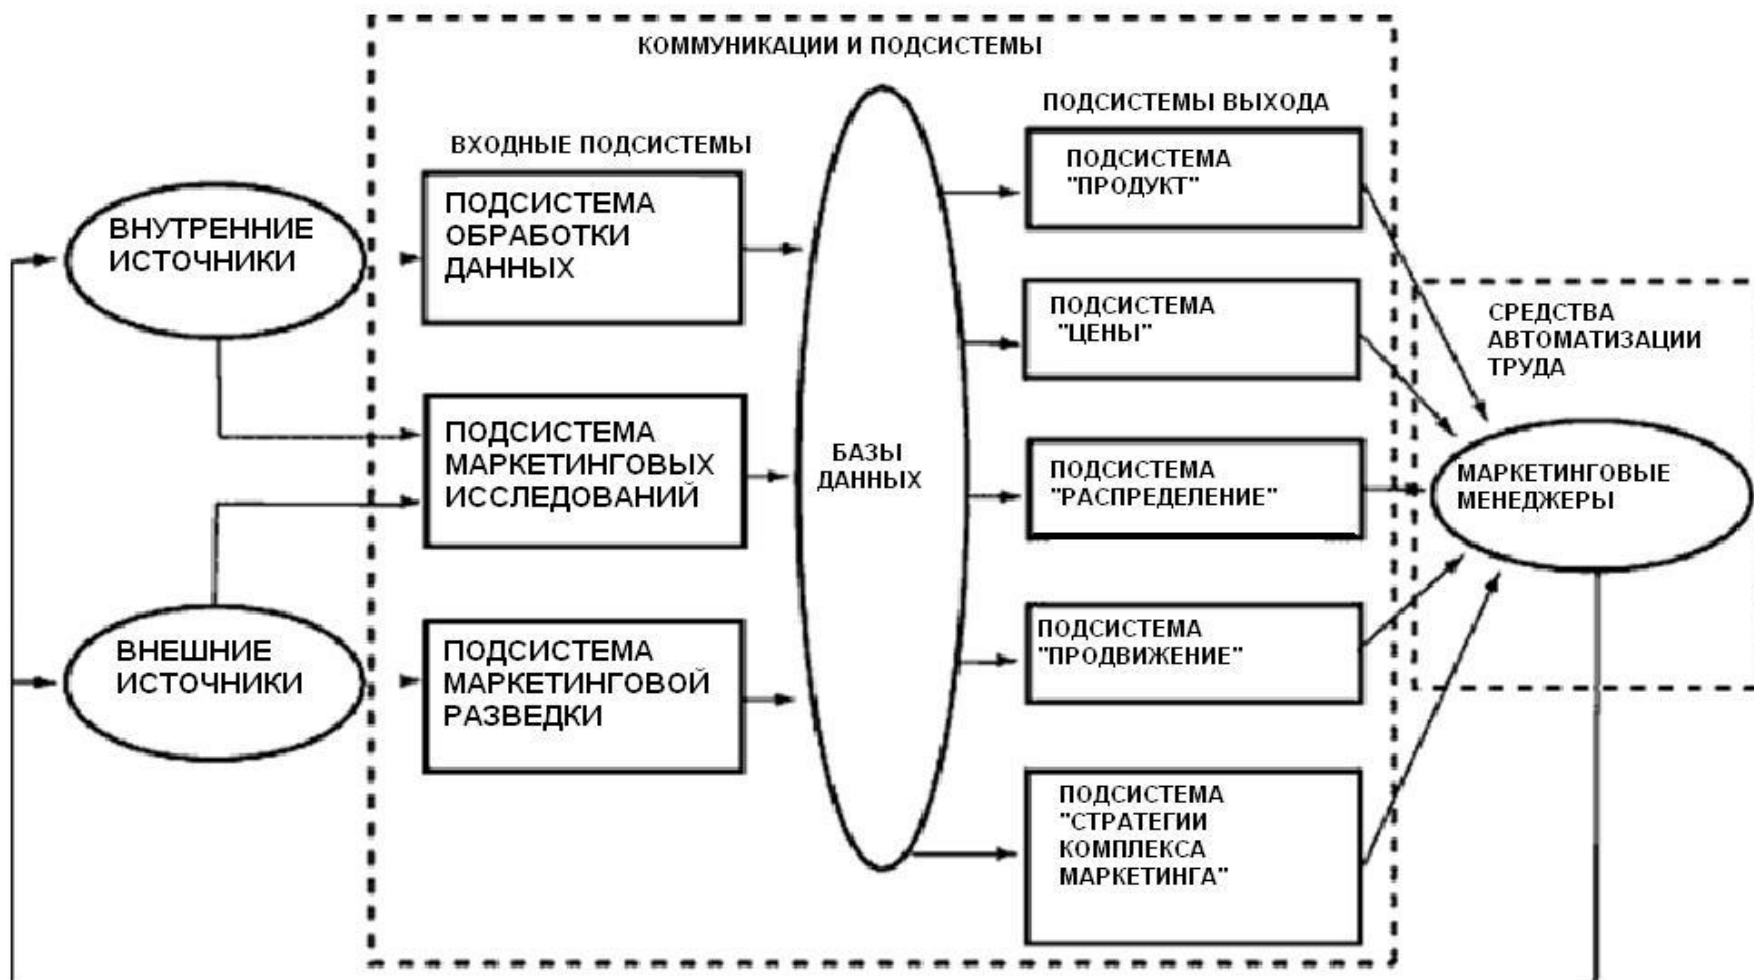 КОММУНИКАЦИИ И ПОДСИСТЕМЫ
ВХОДНЫЕ ПОДСИСТЕМЫ
ПОДСИСТЕМЫ ВЫХОДА
ВНУТРЕННИЕ
ИСТОЧНИКИ
ВНЕШНИЕ
ИСТОЧНИКИ
ПОДСИСТЕМА
ОБРАБОТКИ
ДАННЫХ
ПОДСИСТЕМА
МАРКЕТИНГОВЫХ
ИССЛЕДОВАНИЙ
ПОДСИСТЕМА
МАРКЕТИНГОВОЙ
РАЗВЕДКИ
БАЗЫ
ДАННЫХ
ПОДСИСТЕМА
"ПРОДУКТ"
ПОДСИСТЕМА
"ЦЕНЫ"
ПОДСИСТЕМА
"РАСПРЕДЕЛЕНИЕ"
ПОДСИСТЕМА
"ПРОДВИЖЕНИЕ"
ПОДСИСТЕМА
"СТРАТЕГИИ
КОМПЛЕКСА
МАРКЕТИНГА"
СРЕДСТВА
АВТОМАТИЗАЦИИ
ТРУДА
МАРКЕТИНГОВЫЕ
МЕНЕДЖЕРЫ